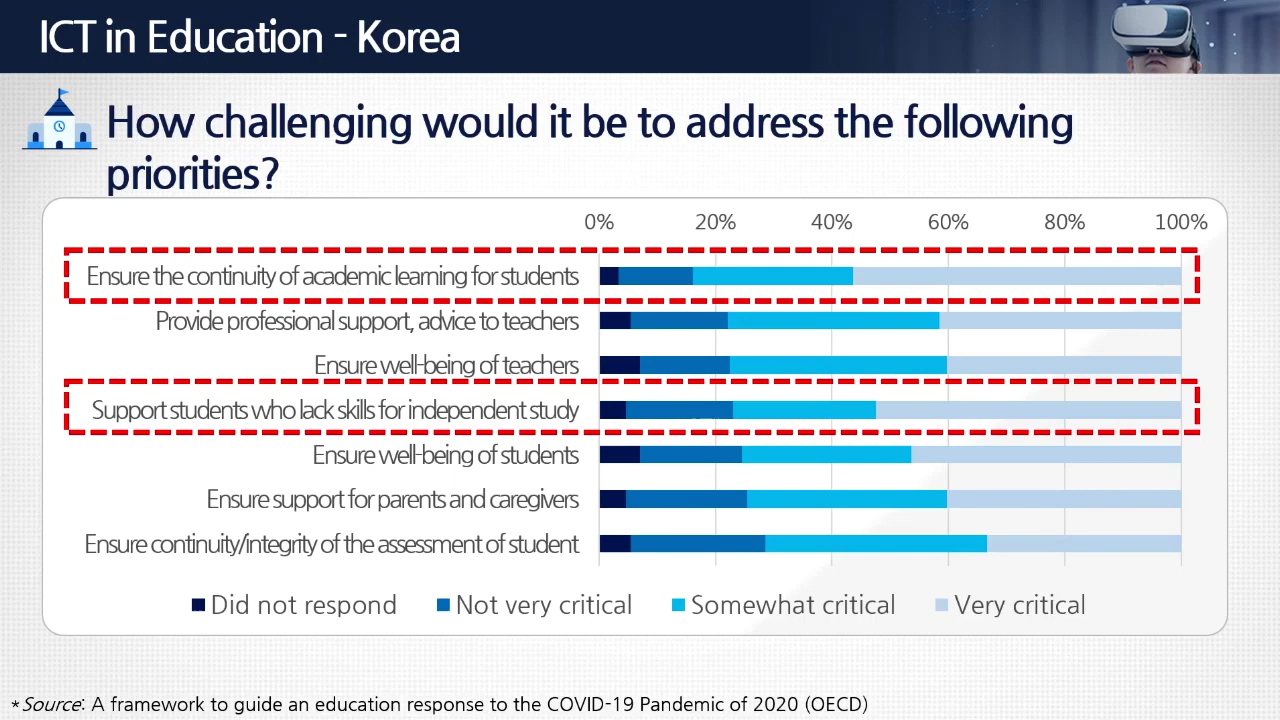 ICT in Education - Korea
How challenging would it be to address the following
priorities?
0% 20% 40% 60% 80% 100%
Ensure the continuity of academic learning for students
Provide professional support, advice to teachers
Ensure well-being of teachers
Support students who lack skills for independent study
Ensure well-being of students
Ensure support for parents and caregivers
Ensure continuity/integrity of the assessment of student
Did not respond Not very critical Somewhat critical Very critical
*Source: A framework to guide an education response to the COVID-19 Pandemic of 2020 (OECD)